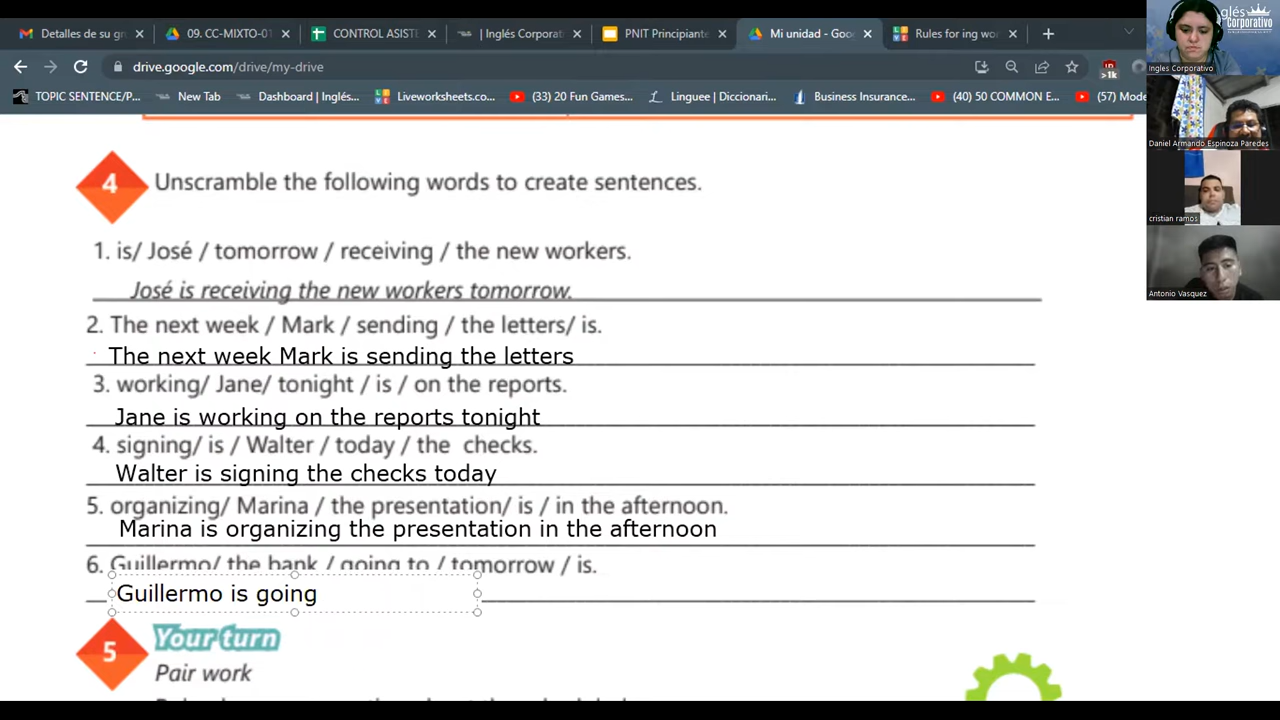 Detalles de su gr
09. CC-MIXTO-01
CONTROL ASISTE
| Inglés Corporat
PNIT Principiante
Mi unidad - Goo
Rules for ing wo
drive.google.com/drive/my-drive
>1k
TOPIC SENTENCE/P...
New Tab
Dashboard | Inglés...
Liveworksheets.co...
(33) 20 Fun Games...
Linguee | Diccionari...
Business Insurance...
(40) 50 COMMON E...
(57) Mode
glés
Corporativo
Ingles Corporativo
Daniel Armando Espinoza Paredes
cristian ramos
Antonio Vasquez
4 Unscramble the following words to create sentences.
1. is/ José / tomorrow / receiving / the new workers.
José is receiving the new workers tomorrow.
2. The next week / Mark / sending / the letters/ is.
The next week Mark is sending the letters
3. working/ Jane/ tonight / is / on the reports.
Jane is working on the reports tonight
4. signing/ is / Walter / today / the checks.
Walter is signing the checks today
5. organizing/ Marina / the presentation/ is / in the afternoon.
Marina is organizing the presentation in the afternoon
6. Guillermo/ the bank / going to / tomorrow / is.
Guillermo is going
5 Your turn
Pair work